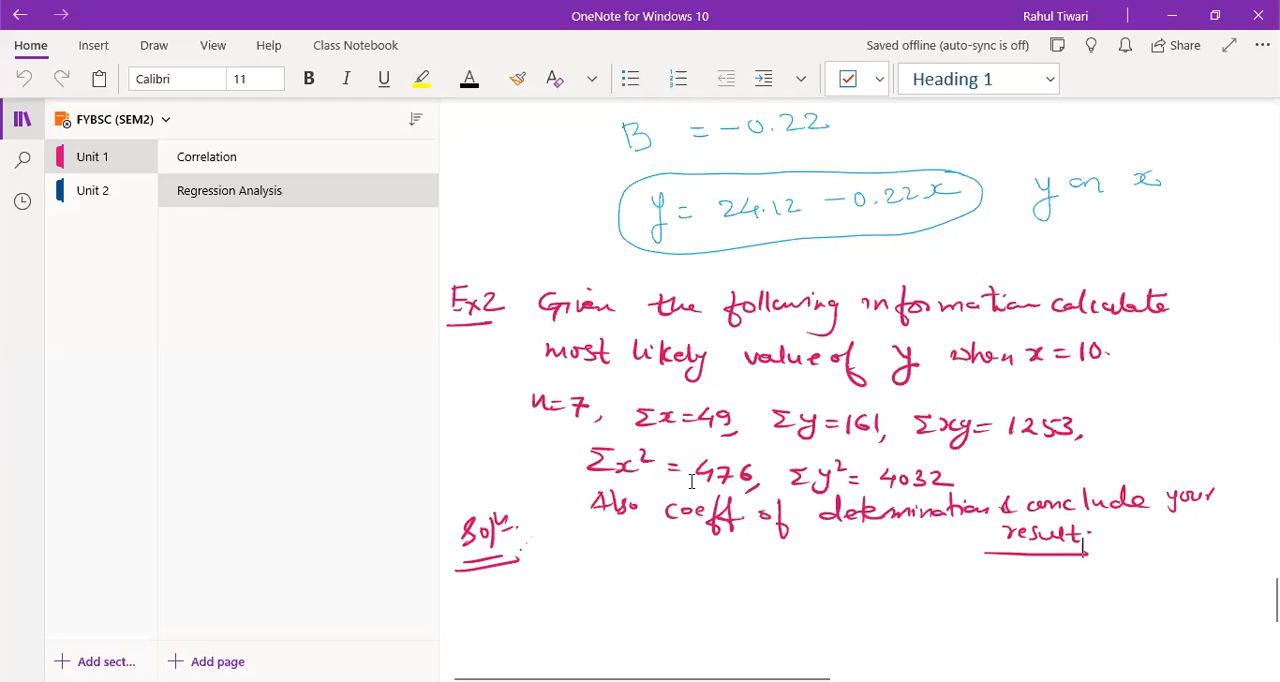 OneNote for Windows 10
Rahul Tiwari
Home Insert Draw View Help Class Notebook
Saved offline (auto-sync is off)
Share
Calibri 11 B I U A A Heading 1
FYBSC (SEM2)
Unit 1
Unit 2
Correlation
Regression Analysis
Add sect...
Add page
B = -0.22
y = 24.12 - 0.22x y on x
Ex2 Given the following information calculate
most likely value of y when x = 10.
n=7, Σx=49, Σy=161, Σxy= 1253,
Σx² = 476, Σy² = 4032
Also coeff of determination & conclude your
result.
Solⁿ.